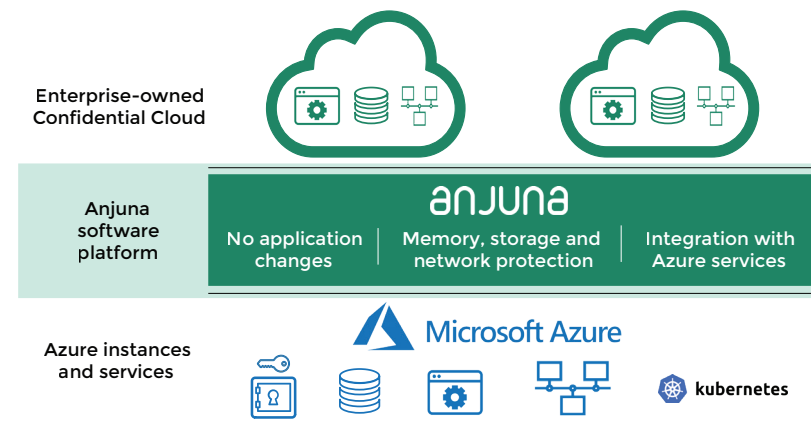 Enterprise-owned
Confidential Cloud
Anjuna
software
platform
anjuna
No application
changes
Memory, storage and
network protection
Integration with
Azure services
Azure instances
and services
Microsoft Azure
kubernetes